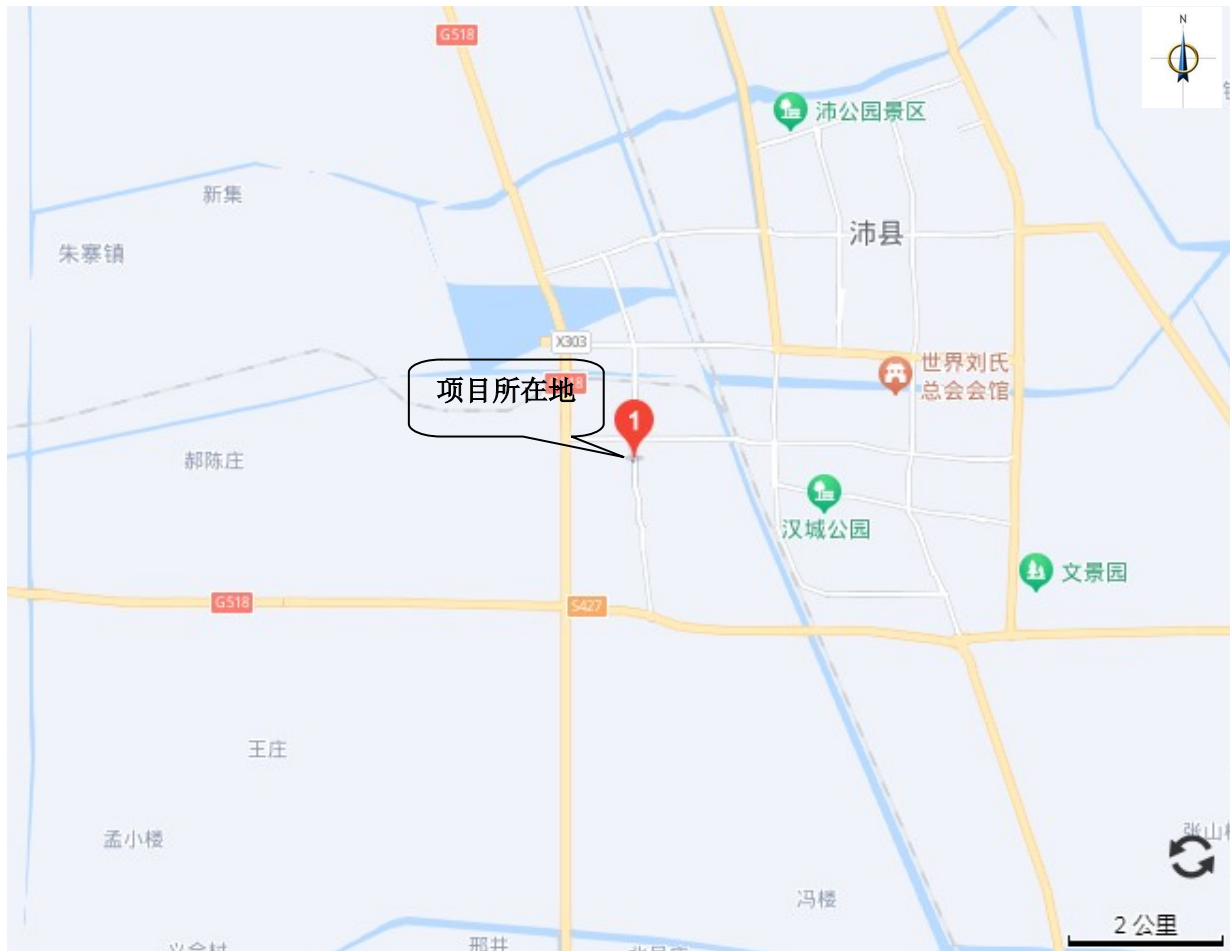 N
G518
沛公园景区
新集
沛县
朱寨镇
X303
世界刘氏
总会会馆
项目所在地
1
郝陈庄
汉城公园
文景园
G518
S427
王庄
孟小楼
冯楼
2 公里
邢井